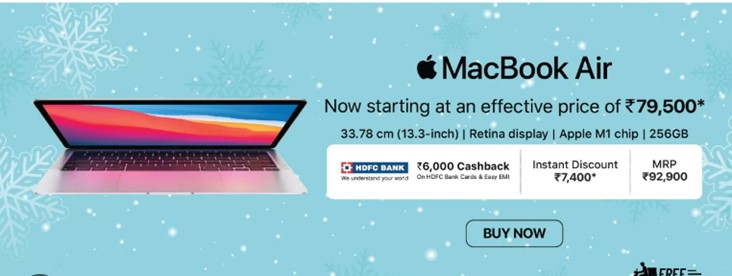 MacBook Air
Now starting at an effective price of ₹79,500*
33.78 cm (13.3-inch) | Retina display | Apple M1 chip | 256GB
HDFC BANK
We understand your world
₹6,000 Cashback
On HDFC Bank Cards & Easy EMI
Instant Discount
₹7,400*
MRP
₹92,900
BUY NOW
FREE